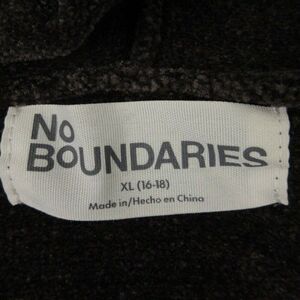 No
BOUNDARIES
XL (16-18)
Made in/Hecho en China